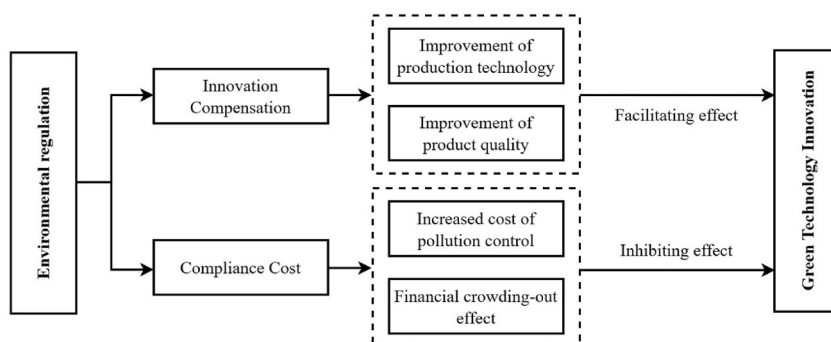 Environmental regulation
Innovation
Compensation
Compliance Cost
Improvement of
production technology
Improvement of
product quality
Increased cost of
pollution control
Financial crowding-out
effect
Facilitating effect
Inhibiting effect
Green Technology Innovation